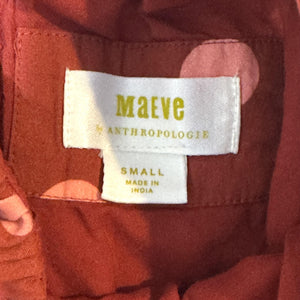 Maeve
by ANTHROPOLOGIE
SMALL
MADE IN
INDIA